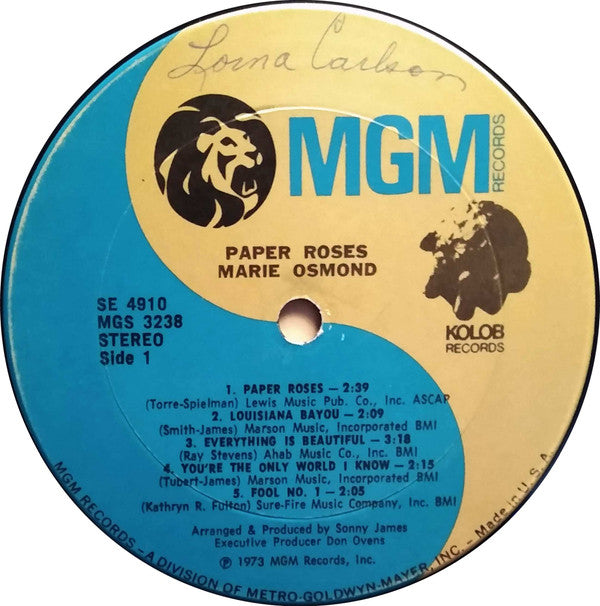 Lorna Carlson
MGM
RECORDS
PAPER ROSES
MARIE OSMOND
SE 4910
MGS 3238
STEREO
Side 1
KOLOB
RECORDS
1. PAPER ROSES — 2:39
(Torre-Spielman) Lewis Music Pub. Co., Inc. ASCAP
2. LOUISIANA BAYOU — 2:09
(Smith-James) Marson Music, Incorporated BMI
3. EVERYTHING IS BEAUTIFUL — 3:18
(Ray Stevens) Ahab Music Co., Inc. BMI
4. YOU'RE THE ONLY WORLD I KNOW — 2:15
(Tubert-James) Marson Music, Incorporated BMI
5. FOOL NO. 1 — 2:05
(Kathryn R. Fulton) Sure-Fire Music Company, Inc. BMI
Arranged & Produced by Sonny James
Executive Producer Don Ovens
℗ 1973 MGM Records, Inc.
MGM RECORDS — A DIVISION OF METRO-GOLDWYN-MAYER, INC. — Made in U.S.A.